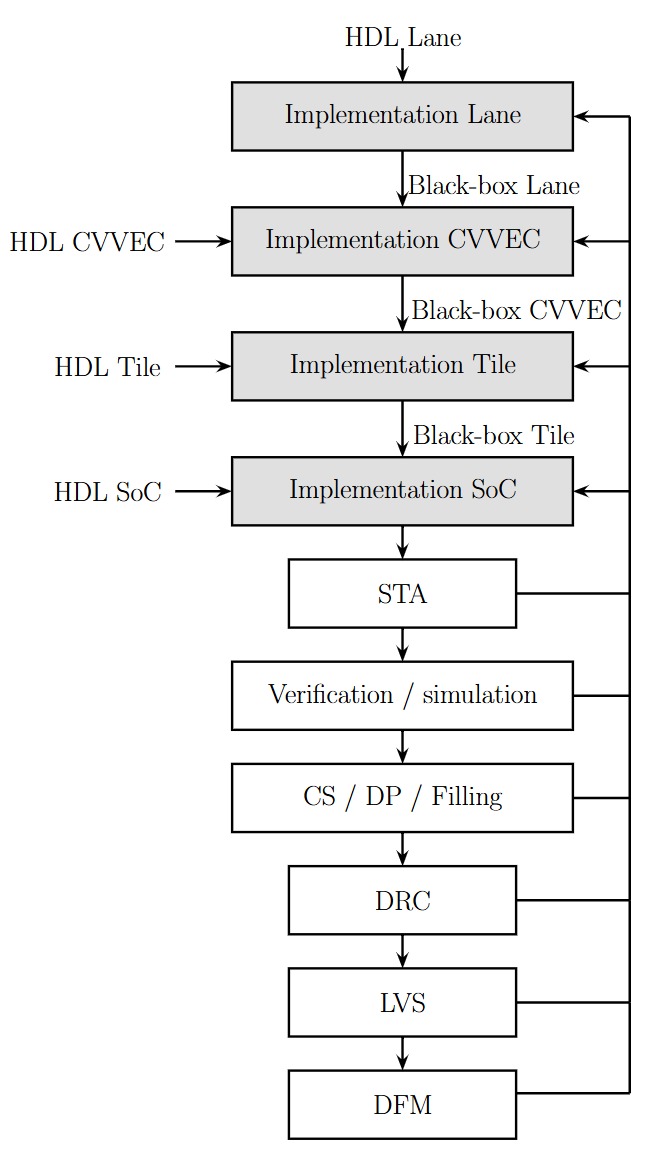 HDL Lane
Implementation Lane
Black-box Lane
HDL CVVEC
Implementation CVVEC
Black-box CVVEC
HDL Tile
Implementation Tile
Black-box Tile
HDL SoC
Implementation SoC
STA
Verification / simulation
CS / DP / Filling
DRC
LVS
DFM